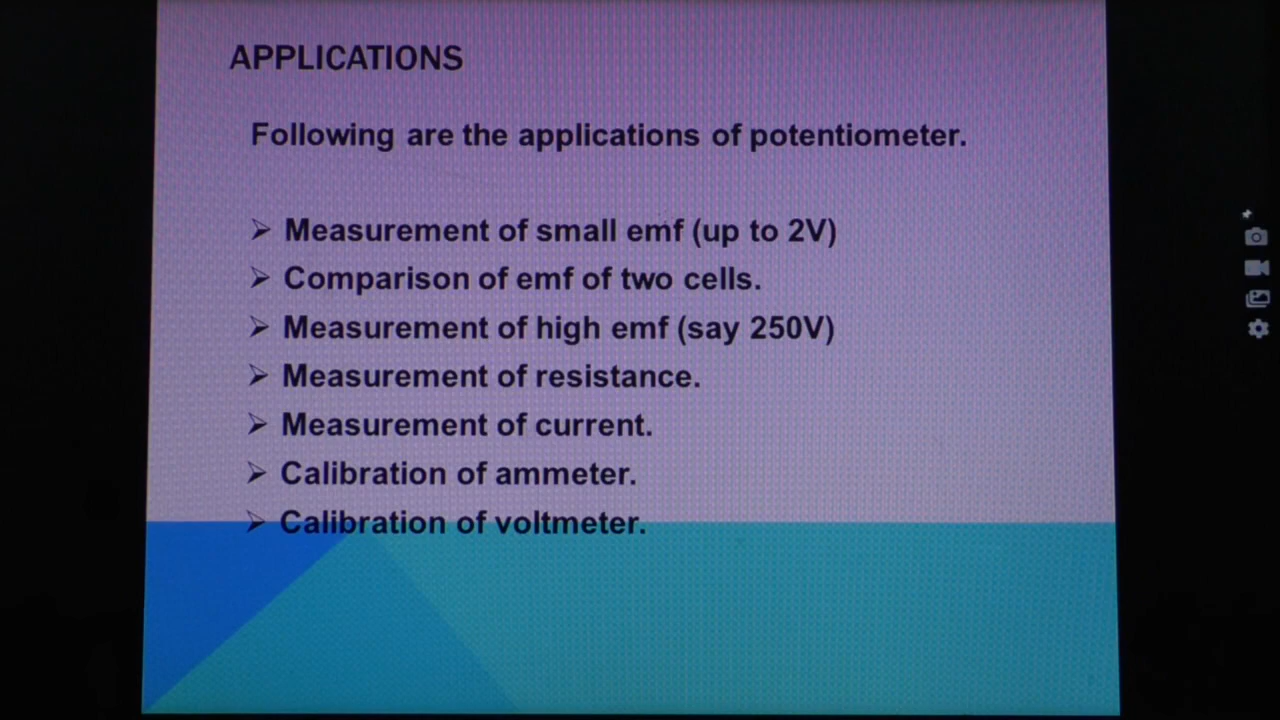 APPLICATIONS
Following are the applications of potentiometer.
➢ Measurement of small emf (up to 2V)
➢ Comparison of emf of two cells.
➢ Measurement of high emf (say 250V)
➢ Measurement of resistance.
➢ Measurement of current.
➢ Calibration of ammeter.
➢ Calibration of voltmeter.